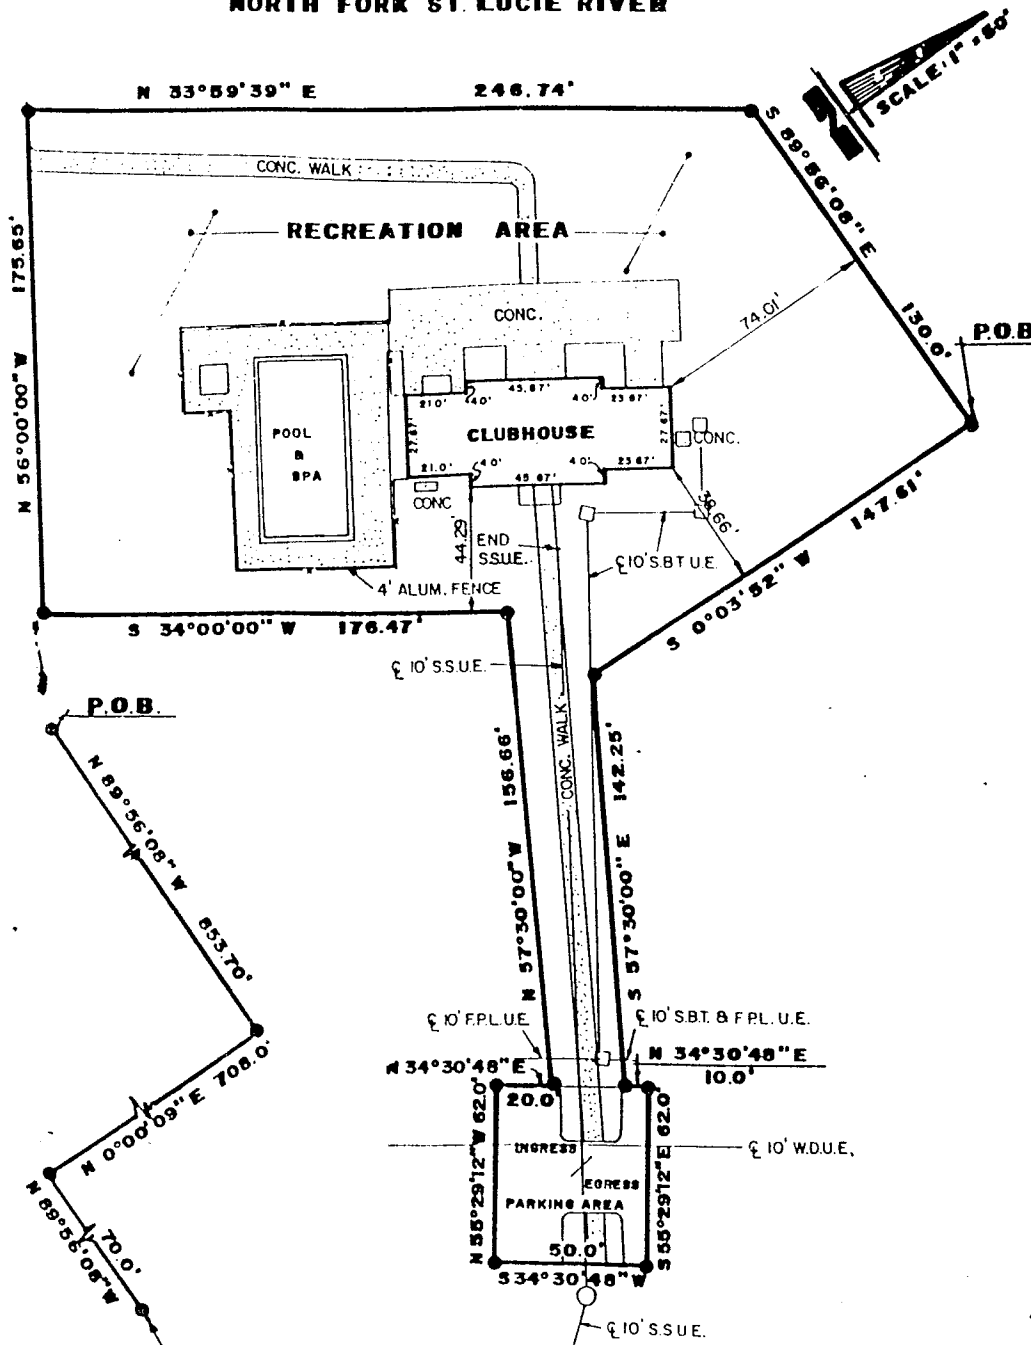 NORTH FORK ST. LUCIE RIVER
SCALE: 1" = 50'
N 33°59'39" E 246.74'
S 89°56'08" E 130.0'
CONC. WALK
RECREATION AREA
N 56°00'00" W 175.65'
CONC.
74.01'
P.O.B
45.67'
21.0'
4.0'
4.0'
23.67'
27.67'
CLUBHOUSE
27.67'
CONC.
POOL
&
SPA
21.0'
4.0'
45.67'
4.0'
23.67'
CONC
38.66'
147.61'
S 0°03'52" W
44.29'
END
S.S.U.E.
℄ 10' S.B.T U.E.
4' ALUM. FENCE
S 34°00'00" W 176.47'
℄ 10' S.S.U.E.
P.O.B.
CONC. WALK
N 57°30'00" W 156.66'
S 57°30'00" E 142.25'
N 89°56'08" W 853.70'
℄ 10' F.P.L. U.E
℄ 10' S.B.T. & F.P.L. U.E.
N 34°30'48" E
20.0'
N 34°30'48" E
10.0'
N 0°00'09" E 708.0'
N 55°29'12" W 62.0'
S 55°29'12" E 62.0'
INGRESS
℄ 10' W.D.U.E,
EGRESS
PARKING AREA
50.0'
S 34°30'48" W
N 89°56'08" W
70.0'
℄ 10' S.S.U.E.